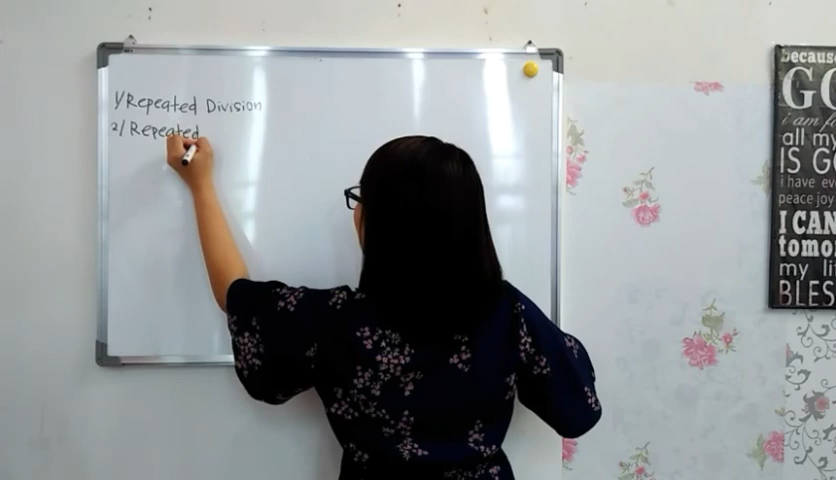 1/ Repeated Division
2/ Repeated
because
GO
i am f
all my
IS G
i have ev
peace joy
I CAN
tomo
my li
BLES